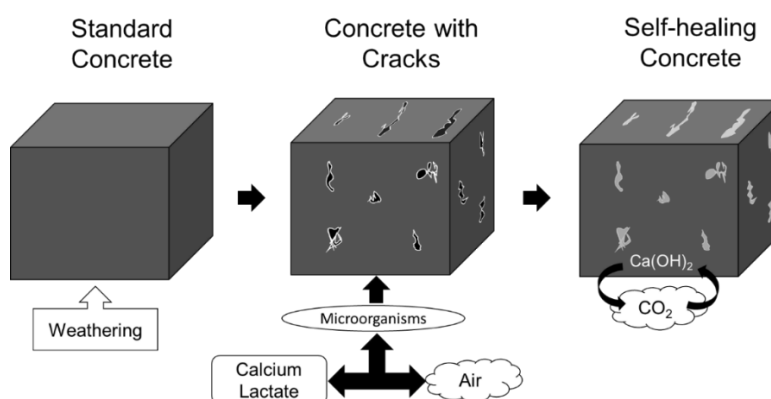 Standard
Concrete
Concrete with
Cracks
Self-healing
Concrete
Weathering
Microorganisms
Calcium
Lactate
Air
Ca(OH)₂
CO₂